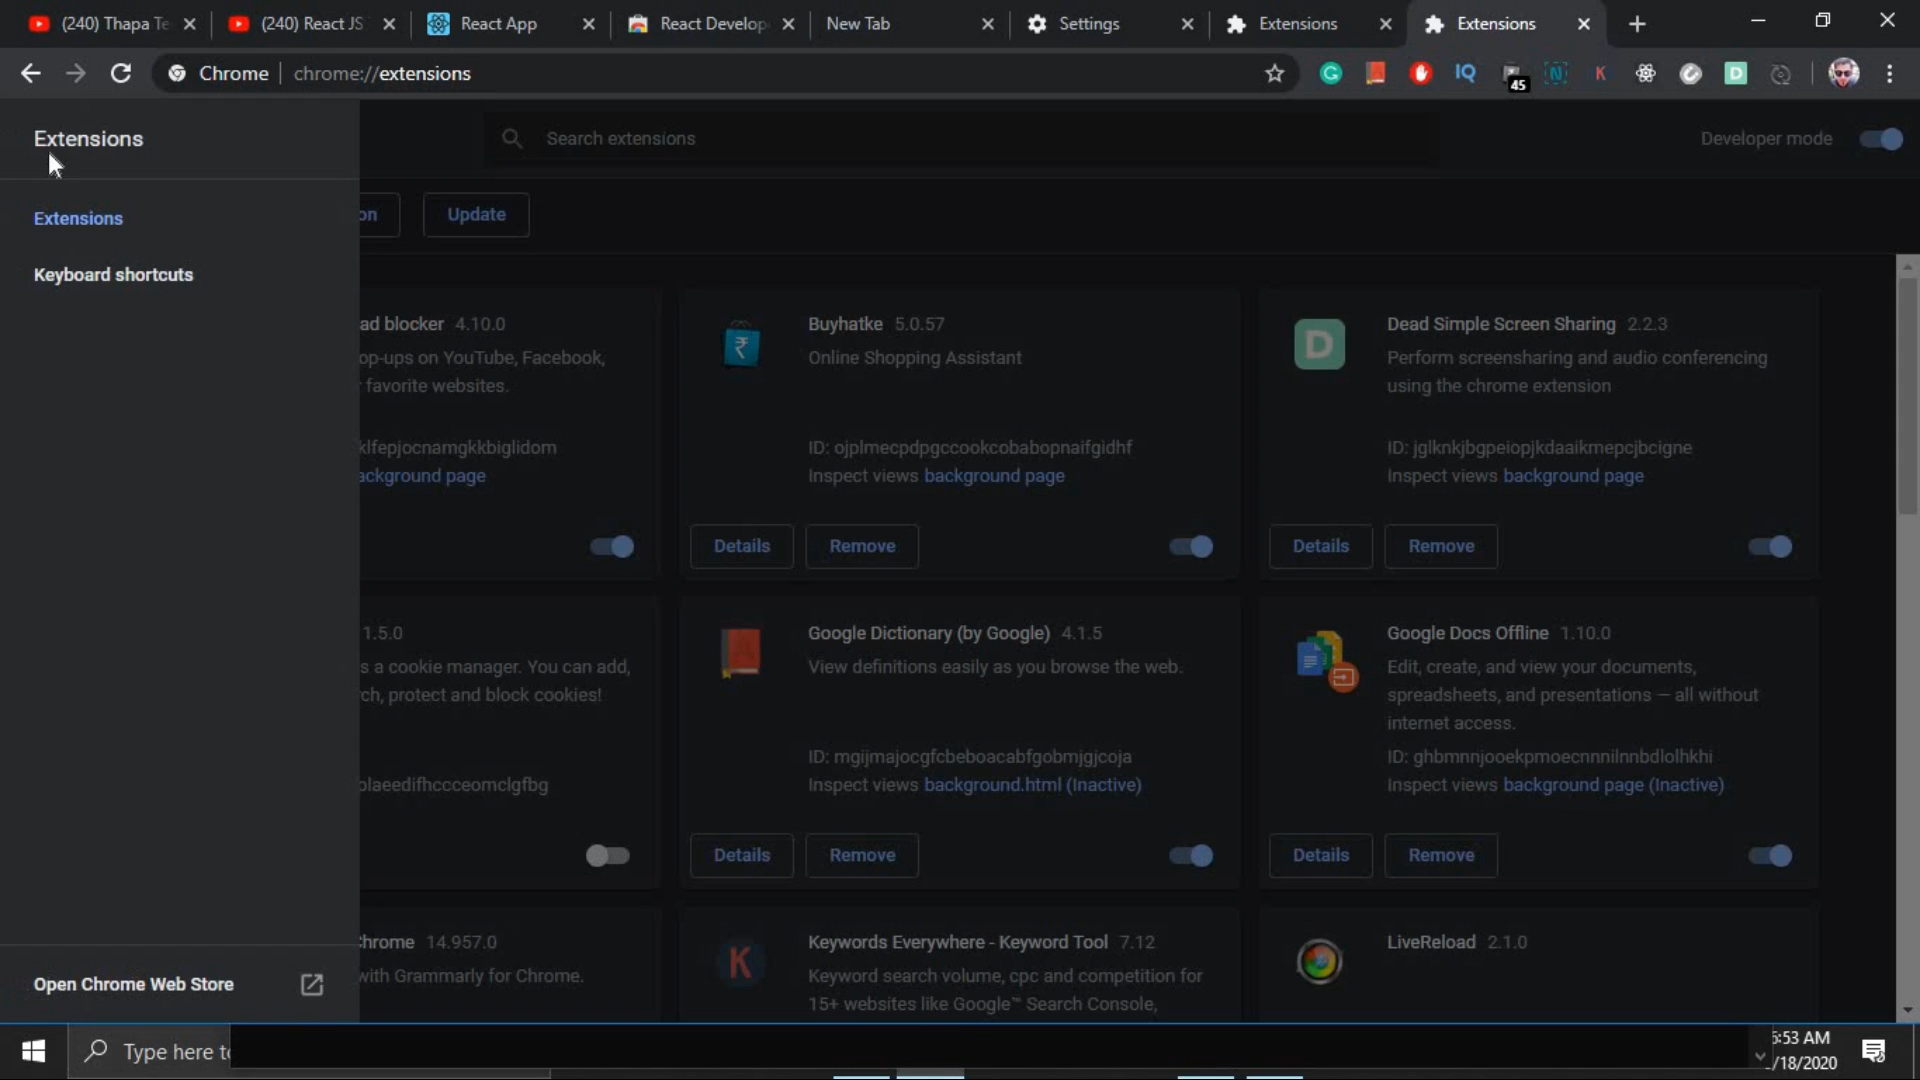 (240) Thapa Te
(240) React JS
React App
React Develop
New Tab
Settings
Extensions
Extensions
Chrome
chrome://extensions
IQ
45
N
K
D
Extensions
Search extensions
Developer mode
Extensions
Keyboard shortcuts
on
Update
ad blocker 4.10.0
op-ups on YouTube, Facebook,
favorite websites.
klfepjocnamgkkbiglidom
ackground page
Buyhatke 5.0.57
Online Shopping Assistant
ID: ojplmecpdpgccookcobabopnaifgidhf
Inspect views background page
Details
Remove
D
Dead Simple Screen Sharing 2.2.3
Perform screensharing and audio conferencing
using the chrome extension
ID: jglknkjbgpeiopjkdaaikmepcjbcigne
Inspect views background page
Details
Remove
1.5.0
s a cookie manager. You can add,
rch, protect and block cookies!
olaeedifhccceomclgfbg
Google Dictionary (by Google) 4.1.5
View definitions easily as you browse the web.
ID: mgijmajocgfcbeboacabfgobmjgjcoja
Inspect views background.html (Inactive)
Details
Remove
Google Docs Offline 1.10.0
Edit, create, and view your documents,
spreadsheets, and presentations — all without
internet access.
ID: ghbmnnjooekpmoecnnnilnnbdlolhkhi
Inspect views background page (Inactive)
Details
Remove
Chrome 14.957.0
with Grammarly for Chrome.
K
Keywords Everywhere - Keyword Tool 7.12
Keyword search volume, cpc and competition for
15+ websites like Google™ Search Console,
LiveReload 2.1.0
Open Chrome Web Store
Type here to
5:53 AM
/18/2020